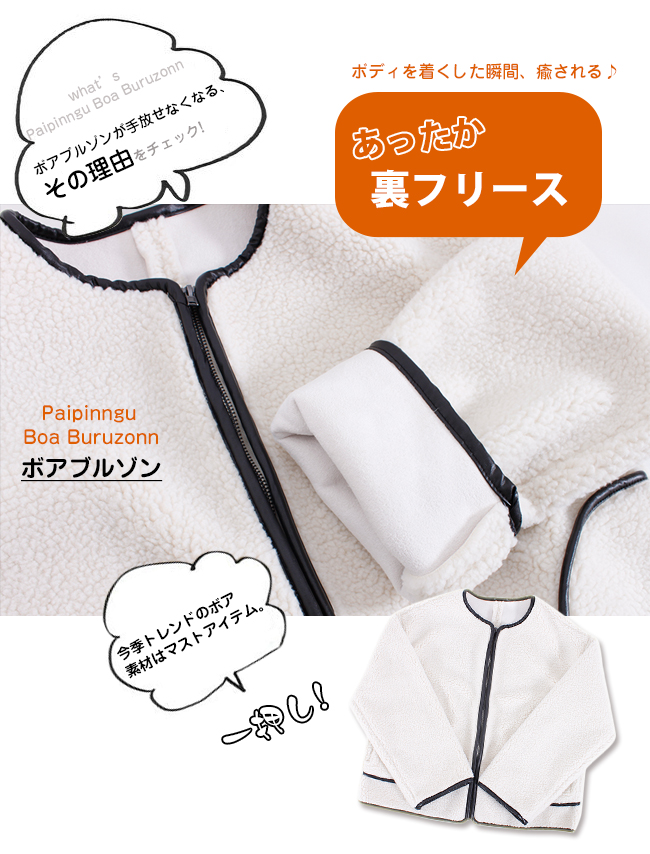 what’s
Paipinngu Boa Buruzonn
ボアブルゾンが手放せなくなる、
その理由をチェック!
ボディを着くした瞬間、癒される♪
あったか
裏フリース
Paipinngu
Boa Buruzonn
ボアブルゾン
今季トレンドのボア
素材はマストアイテム。
一押し!